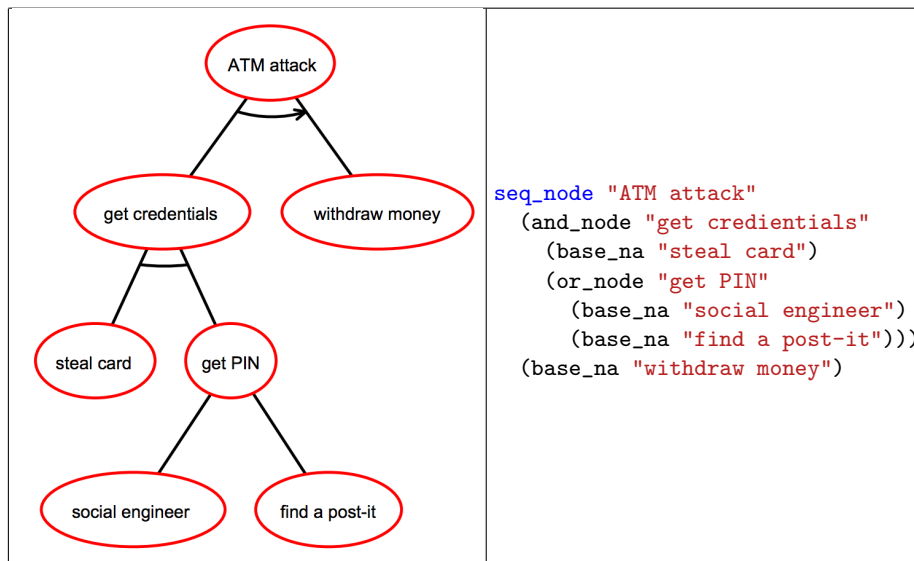 ATM attack
get credentials
withdraw money
steal card
get PIN
social engineer
find a post-it
seq_node "ATM attack"
(and_node "get credientials"
(base_na "steal card")
(or_node "get PIN"
(base_na "social engineer")
(base_na "find a post-it")))
(base_na "withdraw money")